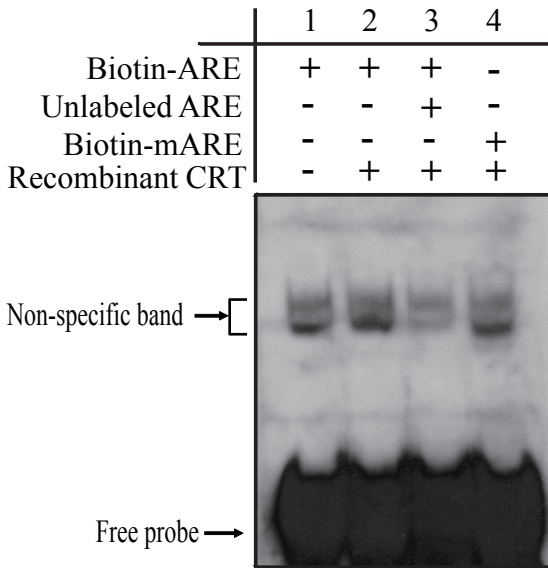 1 2 3 4
Biotin-ARE + + + -
Unlabeled ARE - - + -
Biotin-mARE - - - +
Recombinant CRT - + + +
Non-specific band
Free probe